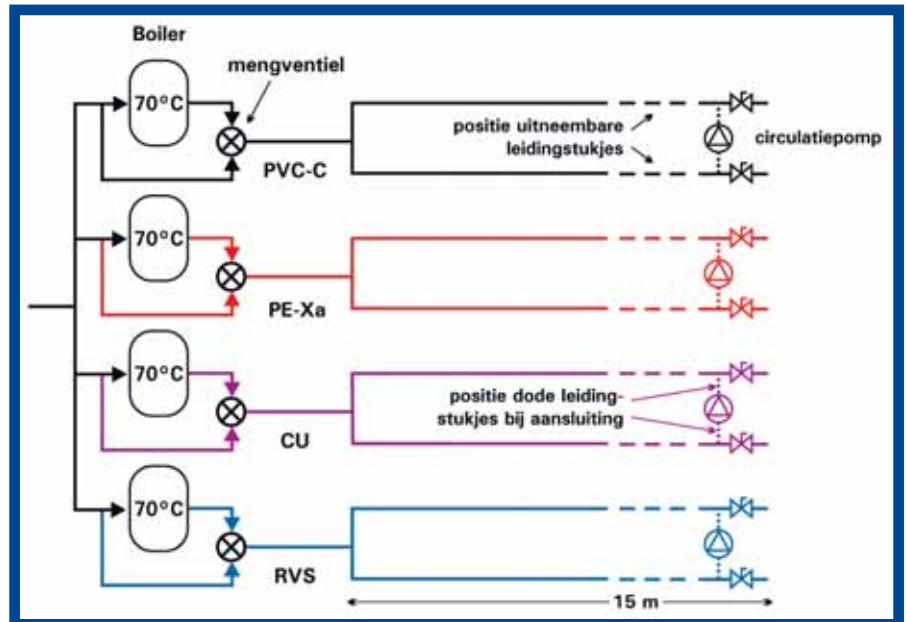 Boiler
mengventiel
70°C
positie uitneembare
leidingstukjes
circulatiepomp
PVC-C
70°C
PE-Xa
70°C
positie dode leiding-
stukjes bij aansluiting
CU
70°C
RVS
15 m